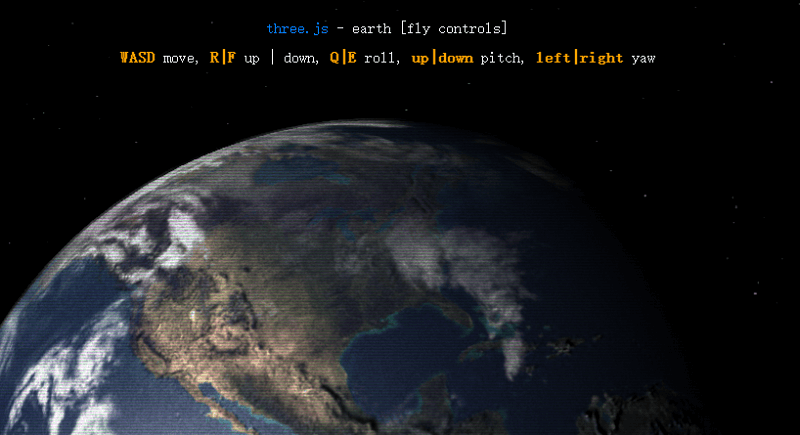 three.js - earth [fly controls]
WASD move, R|F up | down, Q|E roll, up|down pitch, left|right yaw